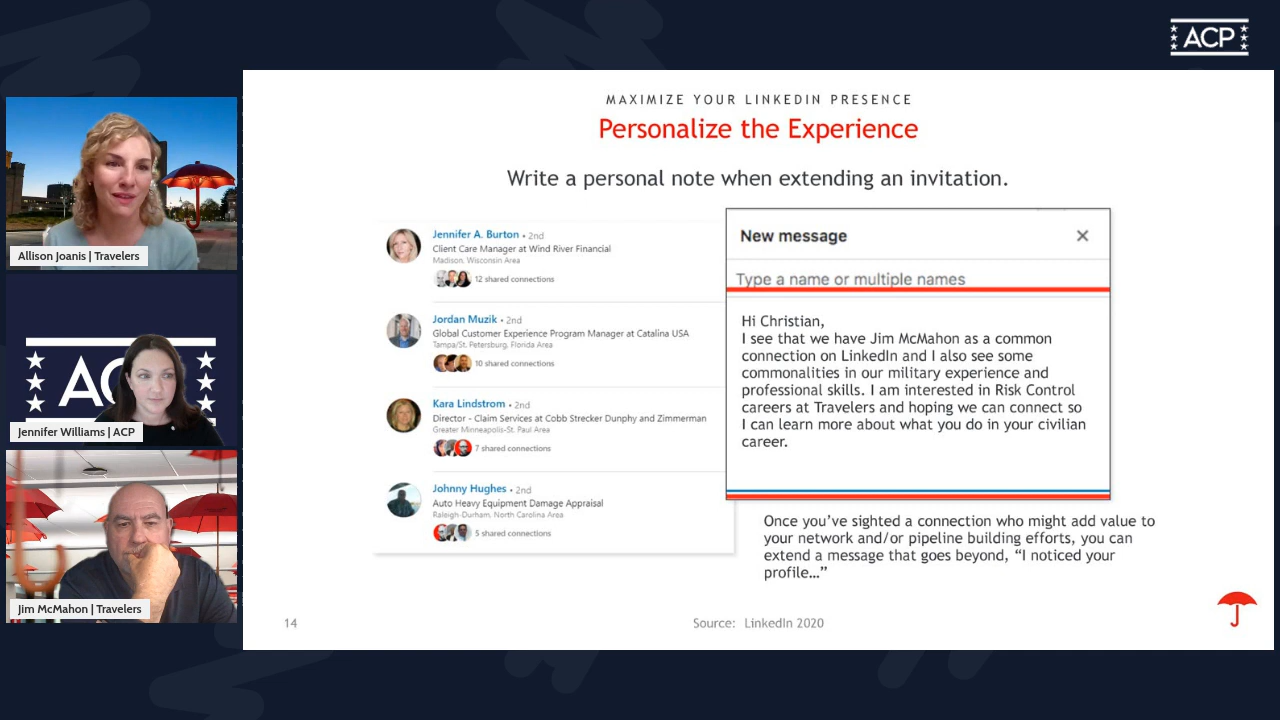 ACP
MAXIMIZE YOUR LINKEDIN PRESENCE
Personalize the Experience
Write a personal note when extending an invitation.
Allison Joanis | Travelers
AC
Jennifer Williams | ACP
Jim McMahon | Travelers
Jennifer A. Burton • 2nd
Client Care Manager at Wind River Financial
Madison, Wisconsin Area
12 shared connections
Jordan Muzik • 2nd
Global Customer Experience Program Manager at Catalina USA
Tampa/St. Petersburg, Florida Area
10 shared connections
Kara Lindstrom • 2nd
Director - Claim Services at Cobb Strecker Dunphy and Zimmerman
Greater Minneapolis-St. Paul Area
7 shared connections
Johnny Hughes • 2nd
Auto Heavy Equipment Damage Appraisal
Raleigh-Durham, North Carolina Area
5 shared connections
New message
Type a name or multiple names
Hi Christian,
I see that we have Jim McMahon as a common
connection on LinkedIn and I also see some
commonalities in our military experience and
professional skills. I am interested in Risk Control
careers at Travelers and hoping we can connect so
I can learn more about what you do in your civilian
career.
Once you’ve sighted a connection who might add value to
your network and/or pipeline building efforts, you can
extend a message that goes beyond, “I noticed your
profile…”
14
Source: LinkedIn 2020